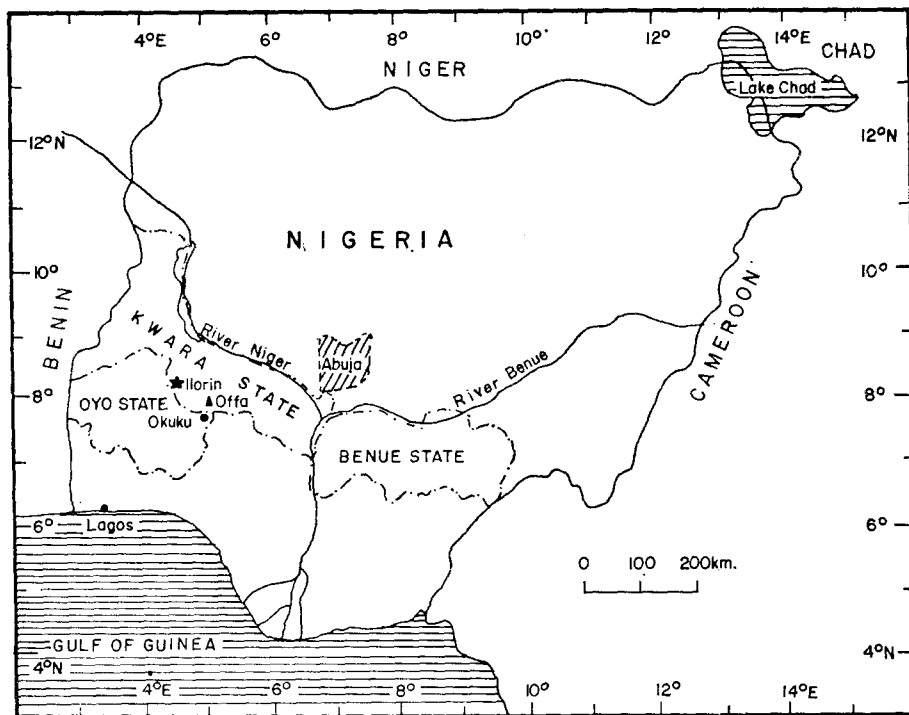 4°E 6° 8° 10° 12° 14°E
CHAD
NIGER
Lake Chad
12°N 12°N
NIGERIA
10° 10°
BENIN
CAMEROON
KWARA STATE
River Niger
Abuja
River Benue
Ilorin
8° 8°
OYO STATE
Offa
Okuku
BENUE STATE
6° 6°
Lagos
0 100 200km.
GULF OF GUINEA
4°N 4°N
4°E 6° 8° 10° 12° 14°E